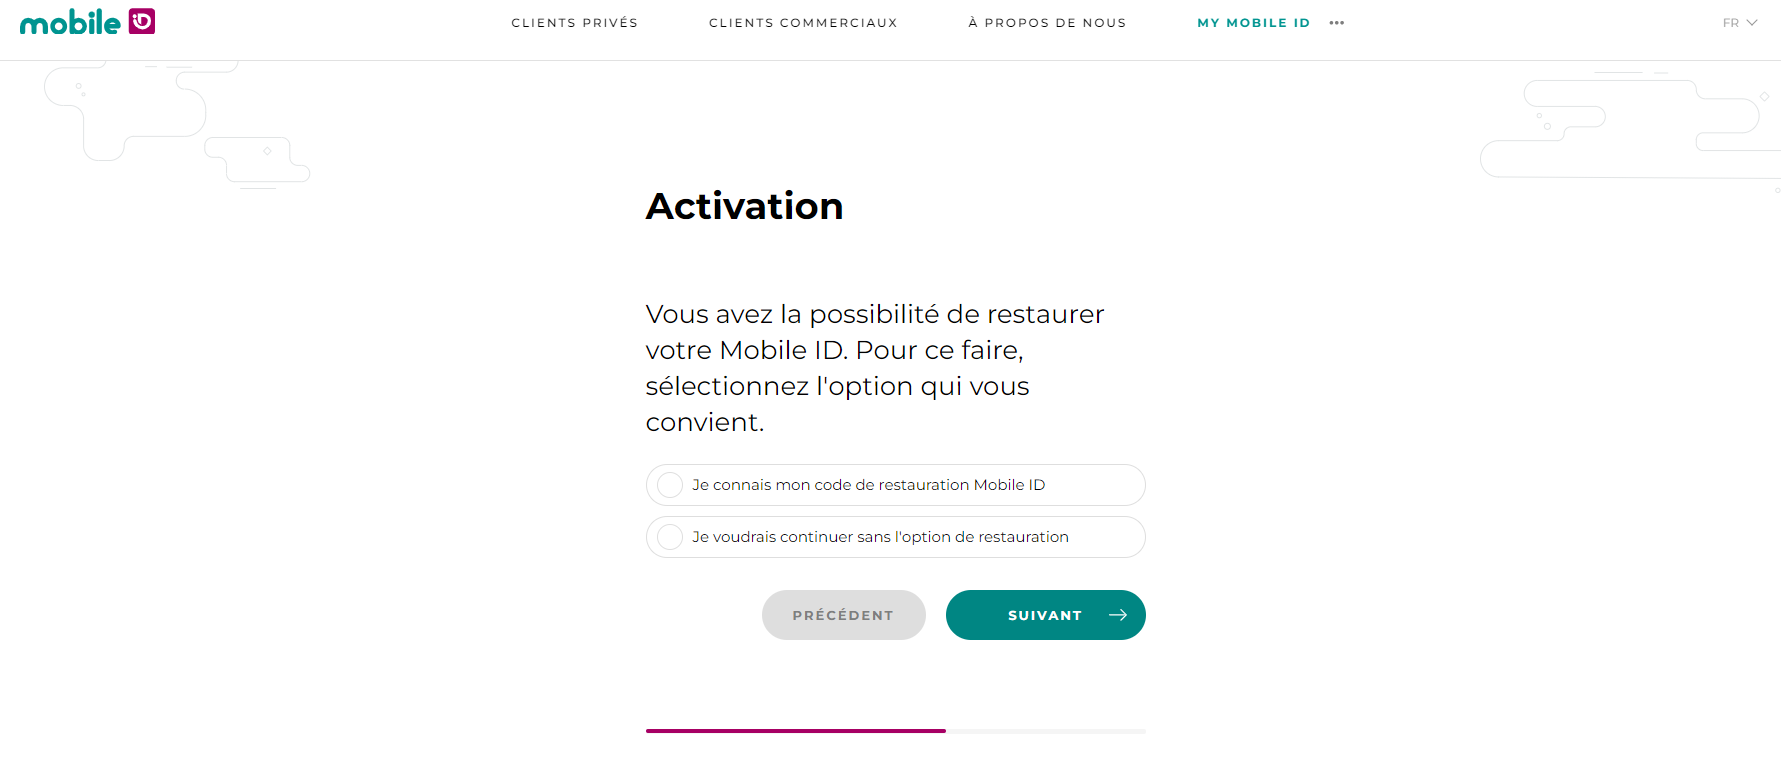 mobile iD
CLIENTS PRIVÉS
CLIENTS COMMERCIAUX
À PROPOS DE NOUS
MY MOBILE ID
FR
Activation
Vous avez la possibilité de restaurer
votre Mobile ID. Pour ce faire,
sélectionnez l'option qui vous
convient.
Je connais mon code de restauration Mobile ID
Je voudrais continuer sans l'option de restauration
PRÉCÉDENT
SUIVANT